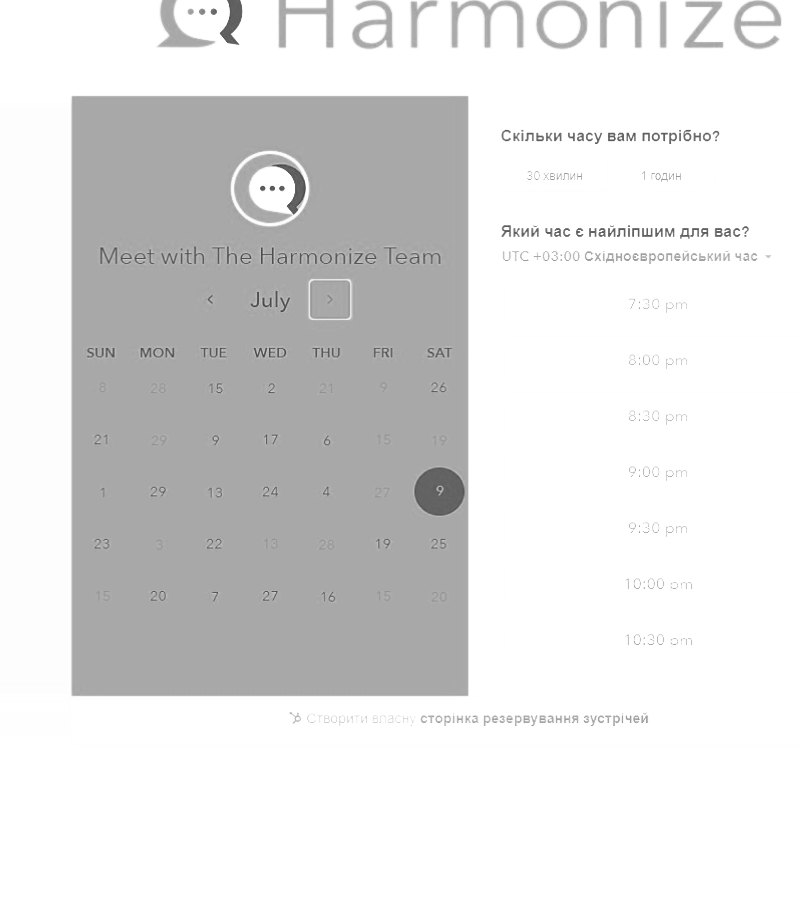 Harmonize
Meet with The Harmonize Team
July
SUN MON TUE WED THU FRI SAT
8 28 15 2 21 9 26
21 29 9 17 6 15 19
1 29 13 24 4 27 9
23 3 22 13 28 19 25
15 20 7 27 16 15 20
Скільки часу вам потрібно?
30 хвилин 1 годин
Який час є найліпшим для вас?
UTC +03:00 Східноєвропейський час
7:30 pm
8:00 pm
8:30 pm
9:00 pm
9:30 pm
10:00 pm
10:30 pm
Створити власну сторінка резервування зустрічей